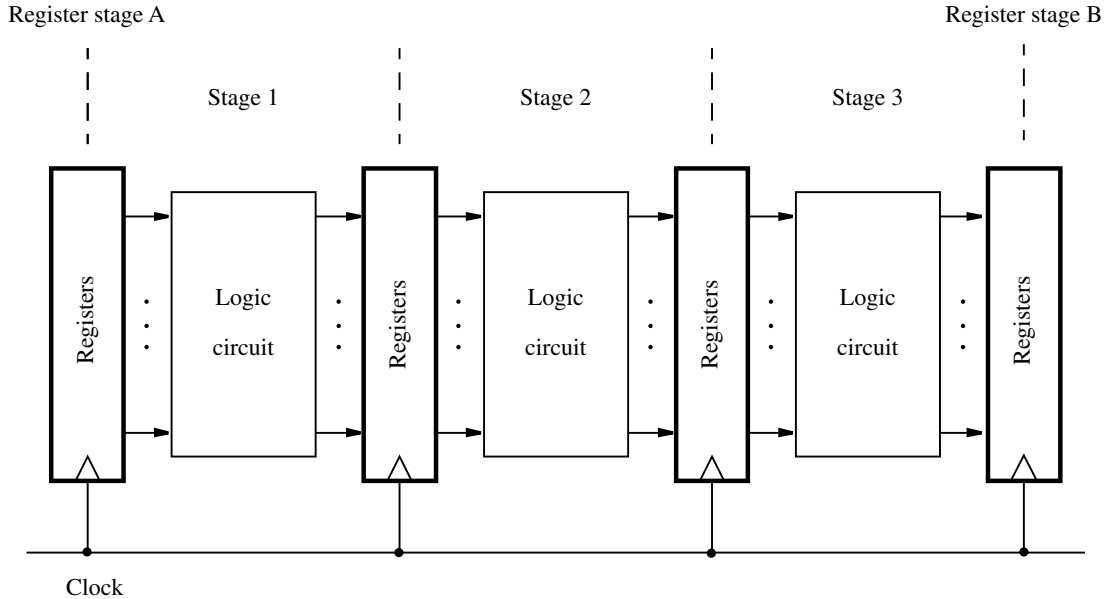 Register stage A
Register stage B
Stage 1
Stage 2
Stage 3
Registers
Logic
circuit
Registers
Logic
circuit
Registers
Logic
circuit
Registers
Clock